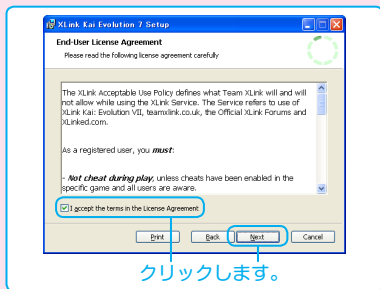 XLink Kai Evolution 7 Setup
End-User License Agreement
Please read the following license agreement carefully
The XLink Acceptable Use Policy defines what Team XLink will and will
not allow while using the XLink Service. The Service refers to use of
XLink Kai: Evolution VII, teamxlink.co.uk, the Official XLink Forums and
XLinked.com.
As a registered user, you must:
- Not cheat during play, unless cheats have been enabled in the
specific game and all users are aware.
I accept the terms in the License Agreement
Print Back Next Cancel
クリックします。